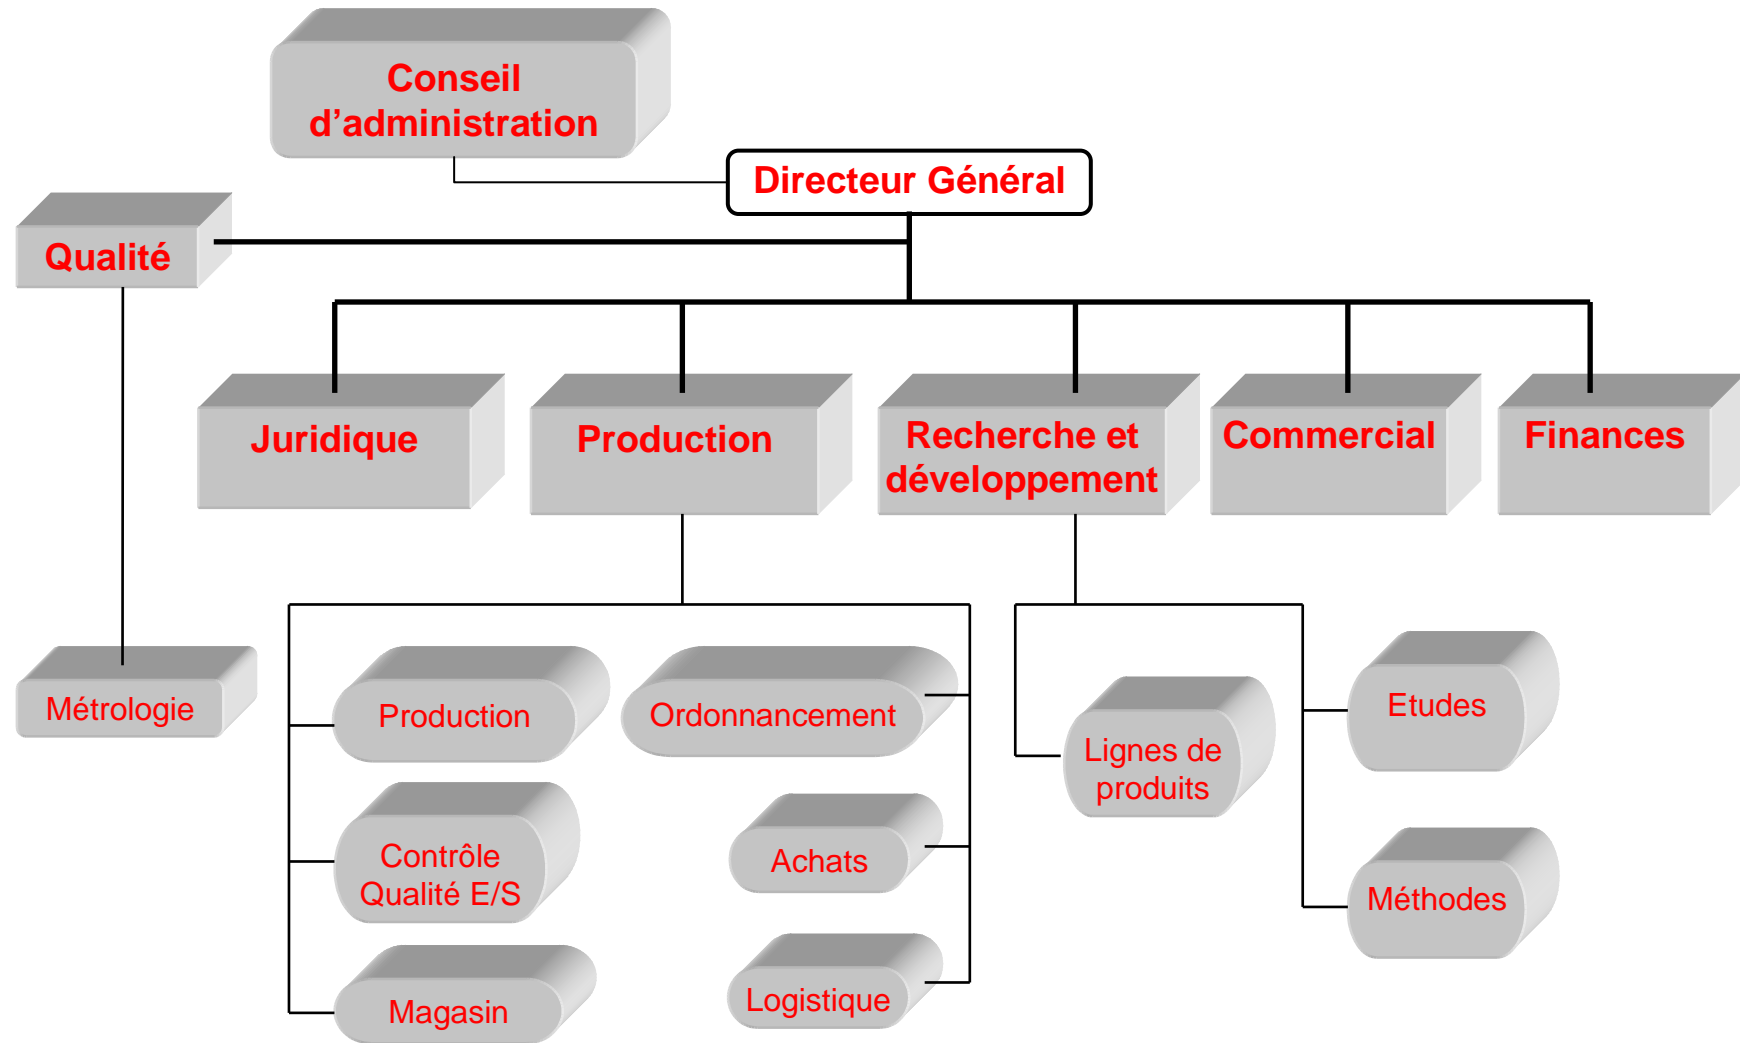 Conseil
d’administration
Directeur Général
Qualité
Juridique
Production
Recherche et
développement
Commercial
Finances
Métrologie
Production
Ordonnancement
Lignes de
produits
Etudes
Contrôle
Qualité E/S
Achats
Méthodes
Magasin
Logistique